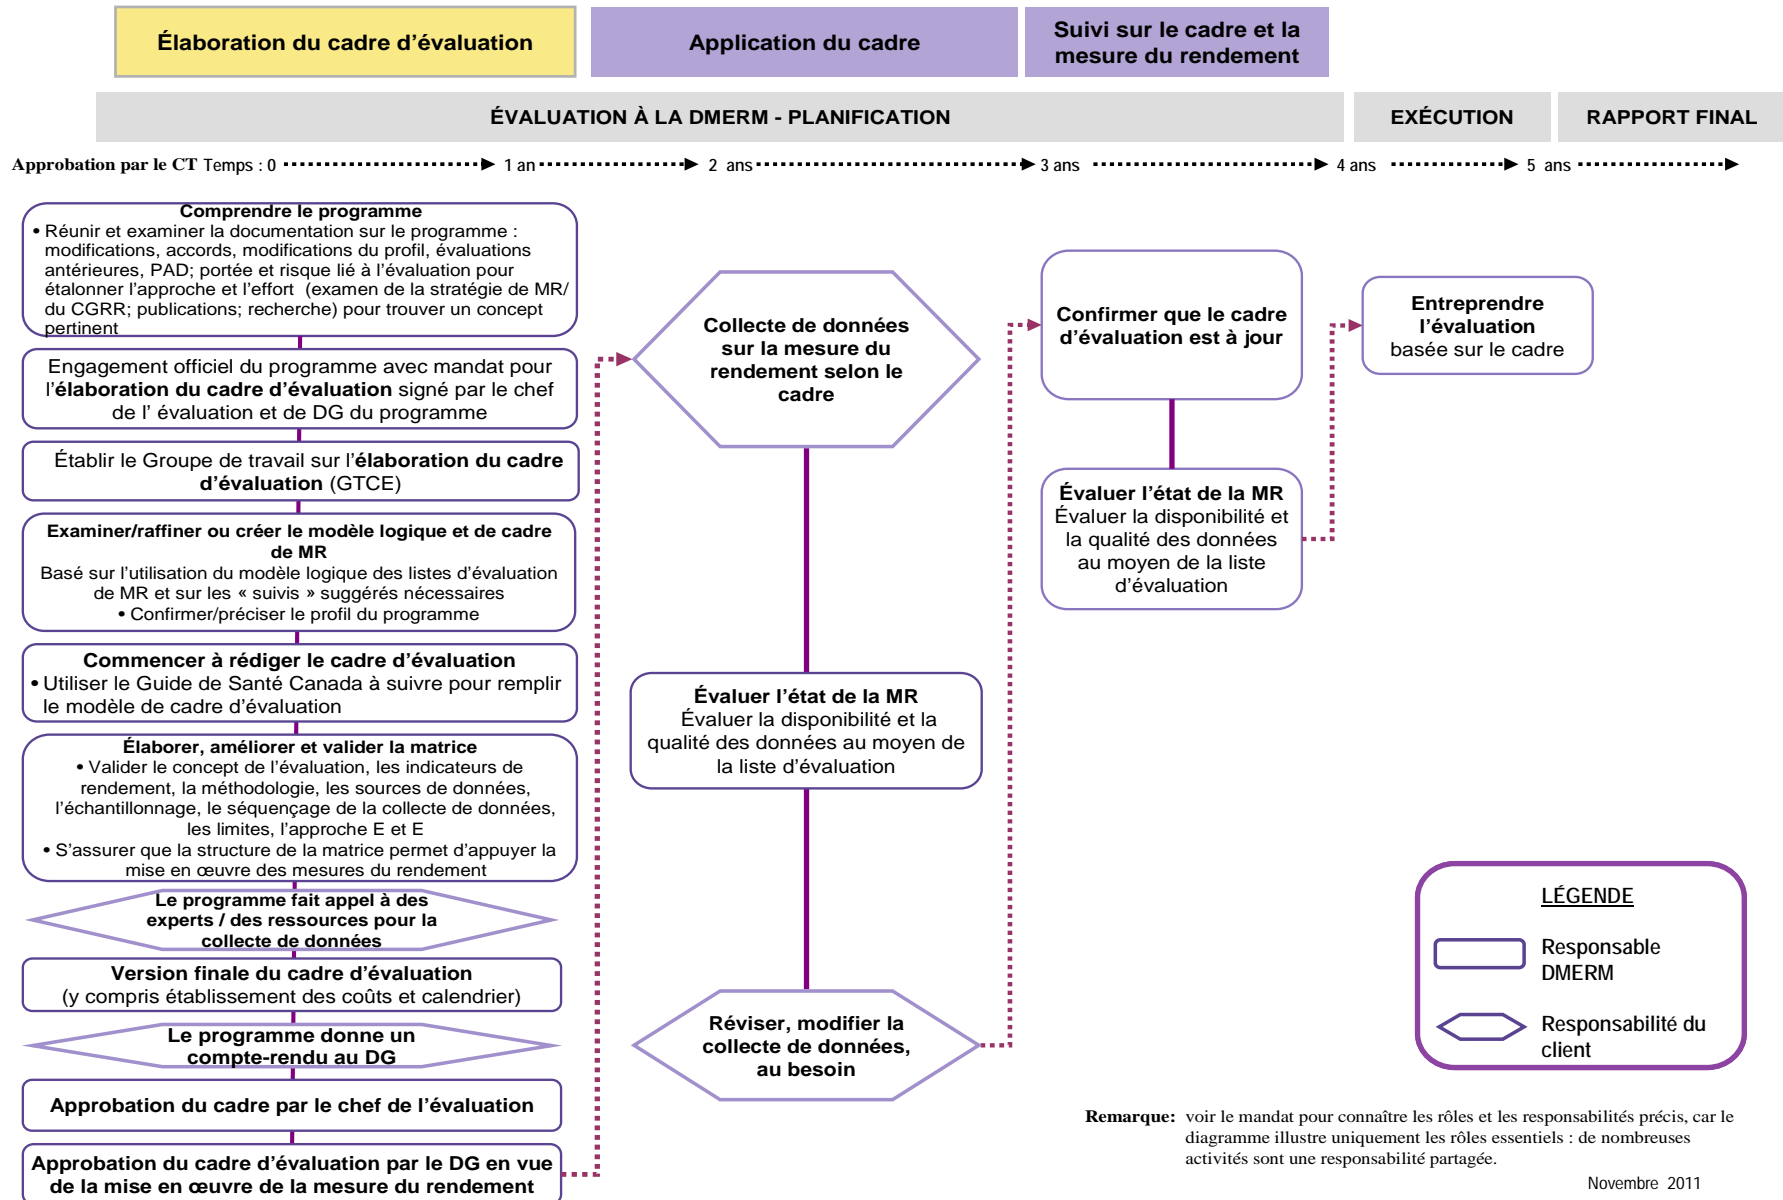 Élaboration du cadre d’évaluation
Application du cadre
Suivi sur le cadre et la
mesure du rendement
ÉVALUATION À LA DMERM - PLANIFICATION
EXÉCUTION
RAPPORT FINAL
Approbation par le CT Temps : 0
1 an
2 ans
3 ans
4 ans
5 ans
Comprendre le programme
• Réunir et examiner la documentation sur le programme :
modifications, accords, modifications du profil, évaluations
antérieures, PAD; portée et risque lié à l’évaluation pour
étalonner l’approche et l’effort (examen de la stratégie de MR/
du CGRR; publications; recherche) pour trouver un concept
pertinent
Engagement officiel du programme avec mandat pour
l’élaboration du cadre d’évaluation signé par le chef
de l’ évaluation et de DG du programme
Établir le Groupe de travail sur l’élaboration du cadre
d’évaluation (GTCE)
Examiner/raffiner ou créer le modèle logique et de cadre
de MR
Basé sur l’utilisation du modèle logique des listes d’évaluation
de MR et sur les « suivis » suggérés nécessaires
• Confirmer/préciser le profil du programme
Commencer à rédiger le cadre d’évaluation
• Utiliser le Guide de Santé Canada à suivre pour remplir
le modèle de cadre d’évaluation
Élaborer, améliorer et valider la matrice
• Valider le concept de l’évaluation, les indicateurs de
rendement, la méthodologie, les sources de données,
l’échantillonnage, le séquençage de la collecte de données,
les limites, l’approche E et E
• S’assurer que la structure de la matrice permet d’appuyer la
mise en œuvre des mesures du rendement
Le programme fait appel à des
experts / des ressources pour la
collecte de données
Version finale du cadre d’évaluation
(y compris établissement des coûts et calendrier)
Le programme donne un
compte-rendu au DG
Approbation du cadre par le chef de l’évaluation
Approbation du cadre d’évaluation par le DG en vue
de la mise en œuvre de la mesure du rendement
Collecte de données
sur la mesure du
rendement selon le
cadre
Évaluer l’état de la MR
Évaluer la disponibilité et la
qualité des données au moyen de
la liste d’évaluation
Réviser, modifier la
collecte de données,
au besoin
Confirmer que le cadre
d’évaluation est à jour
Évaluer l’état de la MR
Évaluer la disponibilité et
la qualité des données
au moyen de la liste
d’évaluation
Entreprendre
l’évaluation
basée sur le cadre
LÉGENDE
Responsable
DMERM
Responsabilité du
client
Remarque: voir le mandat pour connaître les rôles et les responsabilités précis, car le
diagramme illustre uniquement les rôles essentiels : de nombreuses
activités sont une responsabilité partagée.
Novembre 2011